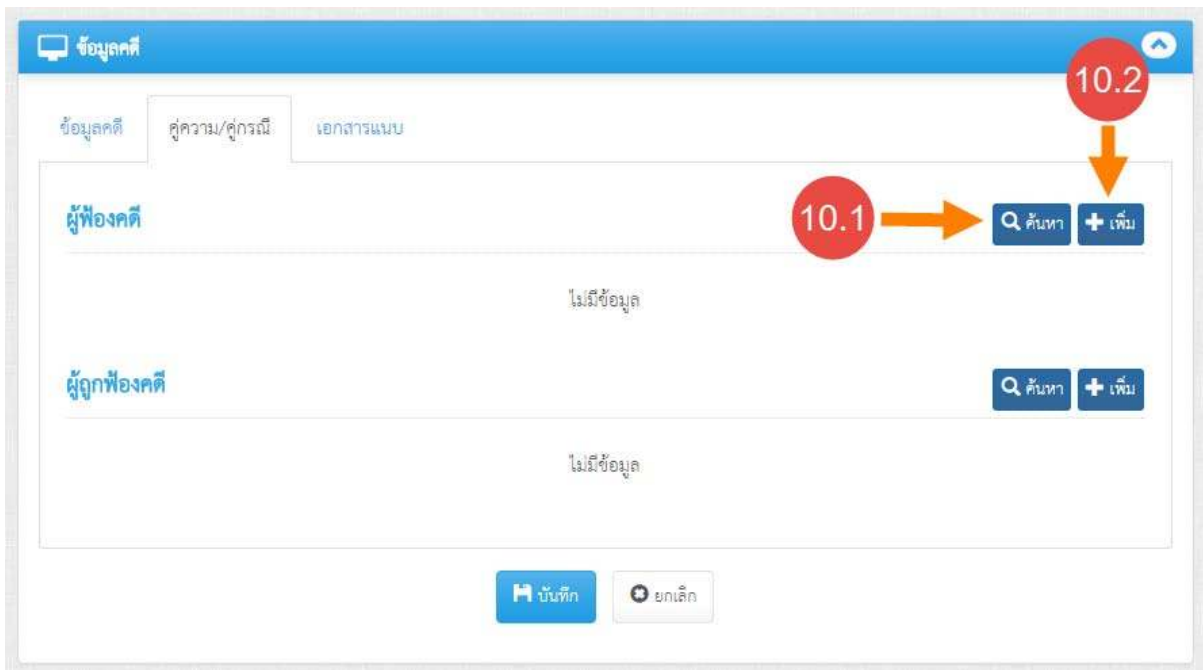 ข้อมูลคดี
10.2
ข้อมูลคดี คู่ความ/คู่กรณี เอกสารแนบ
ผู้ฟ้องคดี 10.1 ค้นหา เพิ่ม
ไม่มีข้อมูล
ผู้ถูกฟ้องคดี ค้นหา เพิ่ม
ไม่มีข้อมูล
บันทึก ยกเลิก